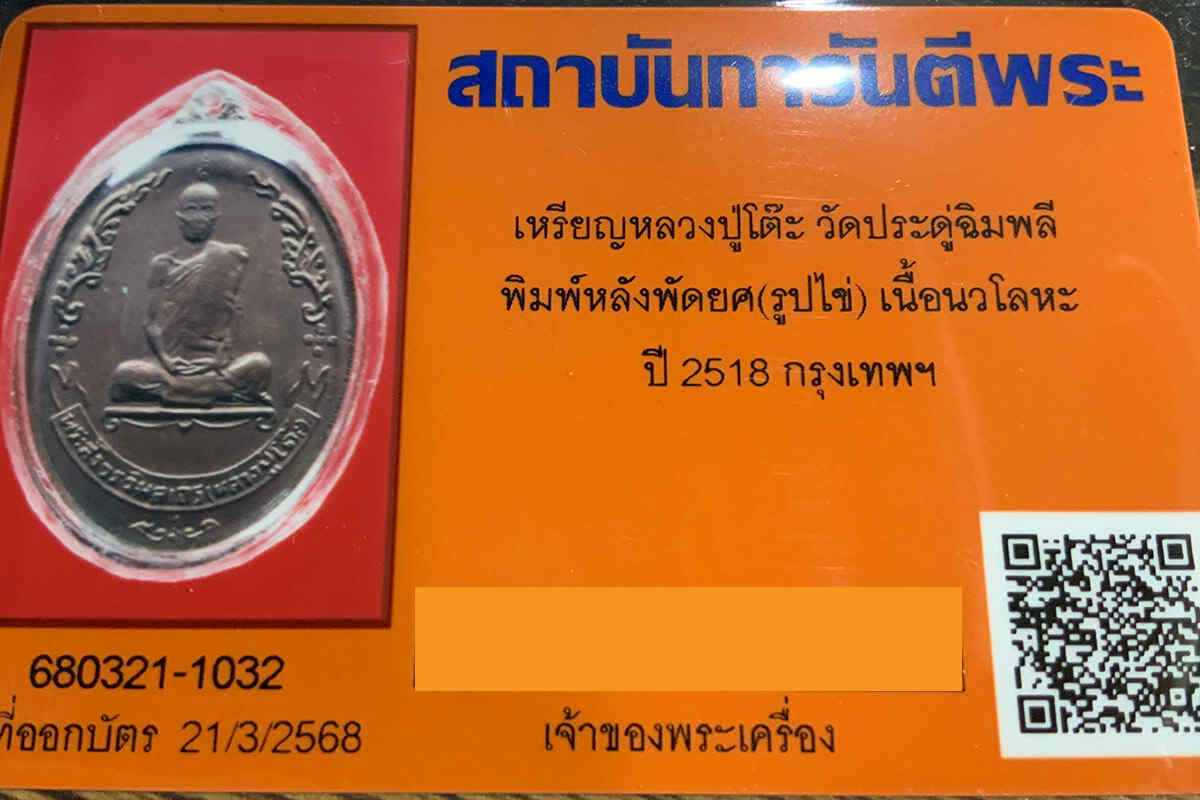 สถาบันการันตีพระ
เหรียญหลวงปู่โต๊ะ วัดประดู่ฉิมพลี
พิมพ์หลังพัดยศ(รูปไข่) เนื้อนวโลหะ
ปี 2518 กรุงเทพฯ
680321-1032
ที่ออกบัตร 21/3/2568
เจ้าของพระเครื่อง